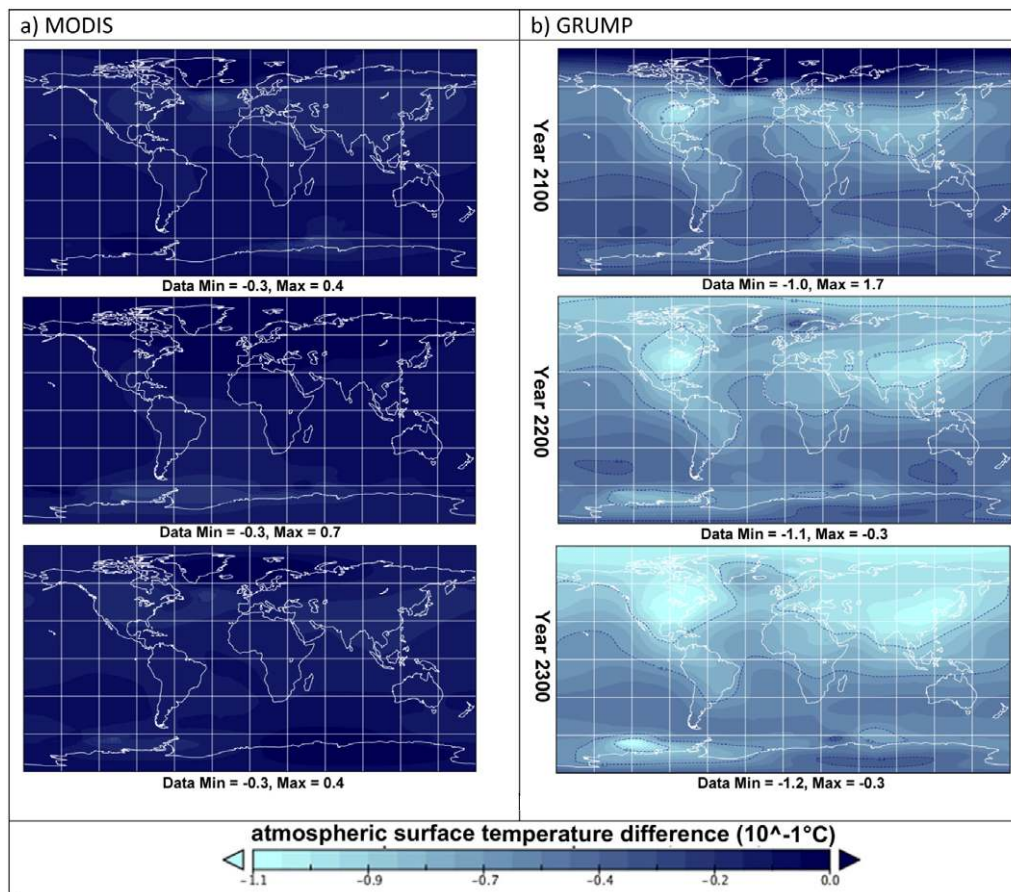 a) MODIS
b) GRUMP
Year 2100
Data Min = -0.3, Max = 0.4
Data Min = -1.0, Max = 1.7
Year 2200
Data Min = -0.3, Max = 0.7
Data Min = -1.1, Max = -0.3
Year 2300
Data Min = -0.3, Max = 0.4
Data Min = -1.2, Max = -0.3
atmospheric surface temperature difference (10^-1°C)
-1.1 -0.9 -0.7 -0.4 -0.2 0.0